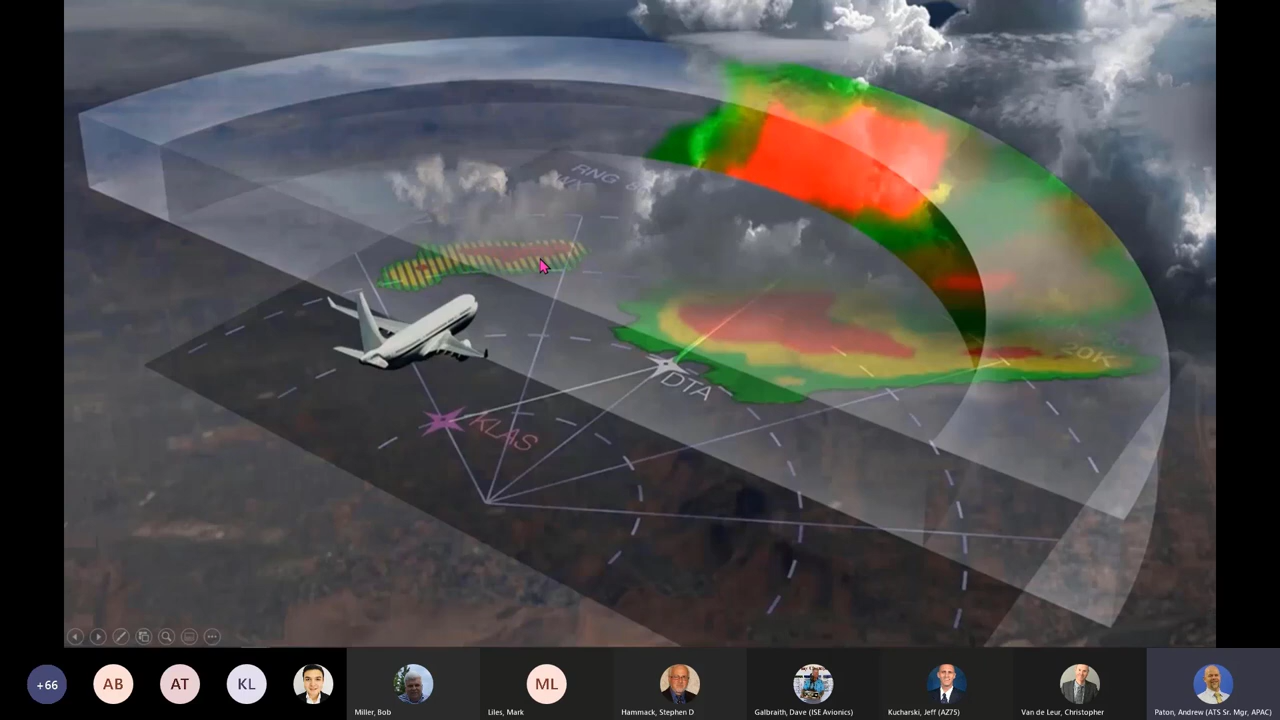 RNG
WX
20K
DTA
KLAS
+66
AB
AT
KL
ML
Miller, Bob
Liles, Mark
Hammack, Stephen D
Galbraith, Dave (ISE Avionics)
Kucharski, Jeff (AZ75)
Van de Leur, Christopher
Paton, Andrew (ATS Sr. Mgr, APAC)